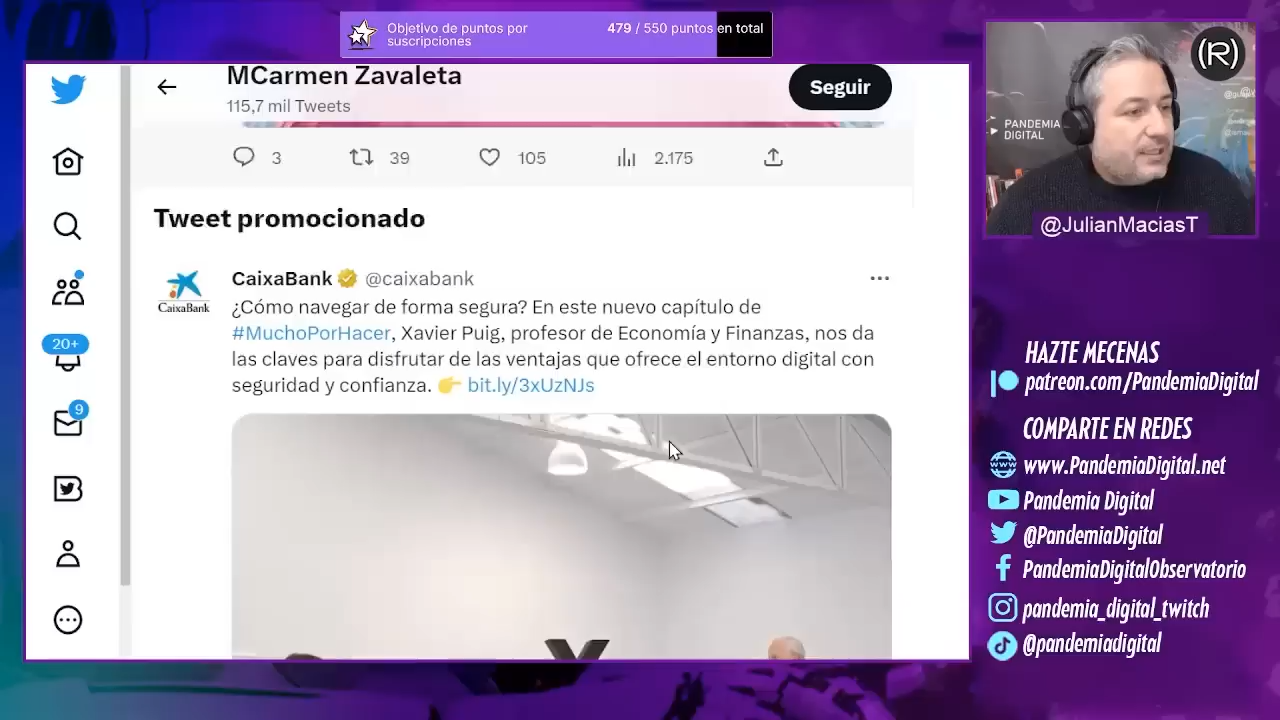 Objetivo de puntos por
suscripciones
479 / 550 puntos en total
MCarmen Zavaleta
115,7 mil Tweets
Seguir
3
39
105
2.175
Tweet promocionado
CaixaBank @caixabank
¿Cómo navegar de forma segura? En este nuevo capítulo de
#MuchoPorHacer, Xavier Puig, profesor de Economía y Finanzas, nos da
las claves para disfrutar de las ventajas que ofrece el entorno digital con
seguridad y confianza. 👉 bit.ly/3xUzNJs
CaixaBank
20+
9
(R)
PANDEMIA
DIGITAL
@JulianMaciasT
HAZTE MECENAS
patreon.com/PandemiaDigital
COMPARTE EN REDES
www.PandemiaDigital.net
Pandemia Digital
@PandemiaDigital
PandemiaDigitalObservatorio
pandemia_digital_twitch
@pandemiadigital